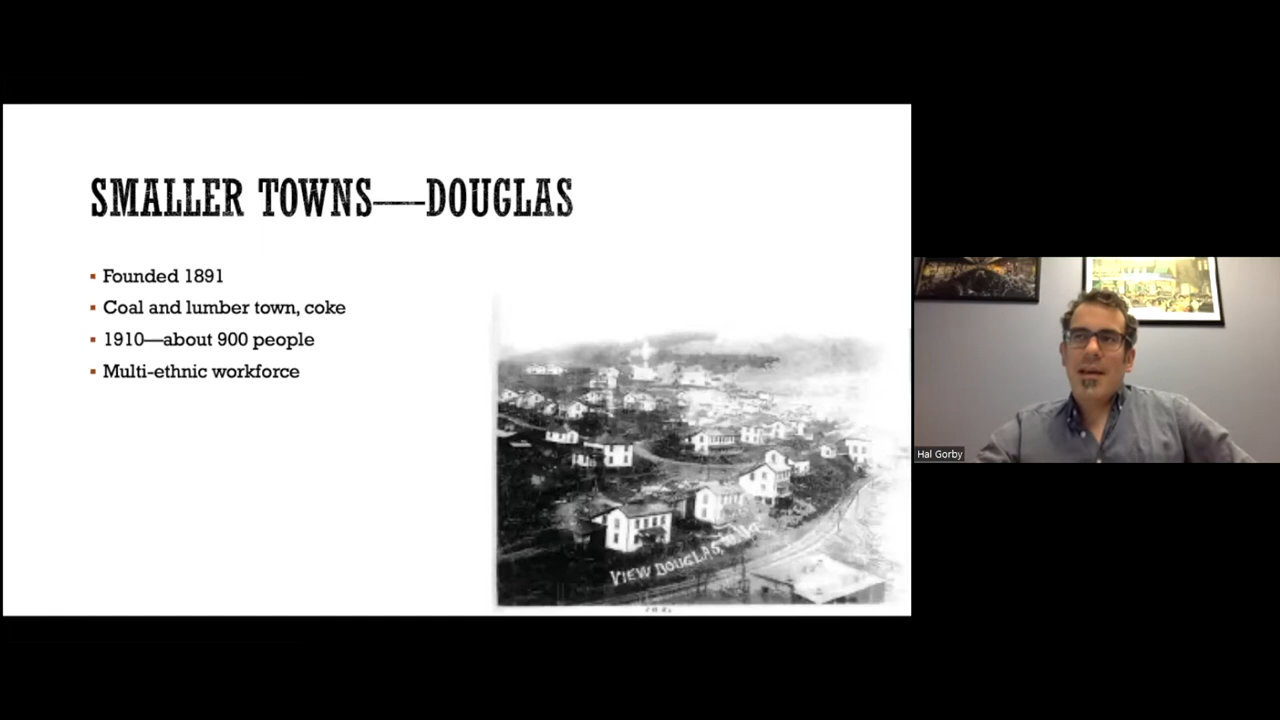 SMALLER TOWNS—DOUGLAS
▪ Founded 1891
▪ Coal and lumber town, coke
▪ 1910—about 900 people
▪ Multi-ethnic workforce
VIEW DOUGLAS, W.VA.
Hal Gorby